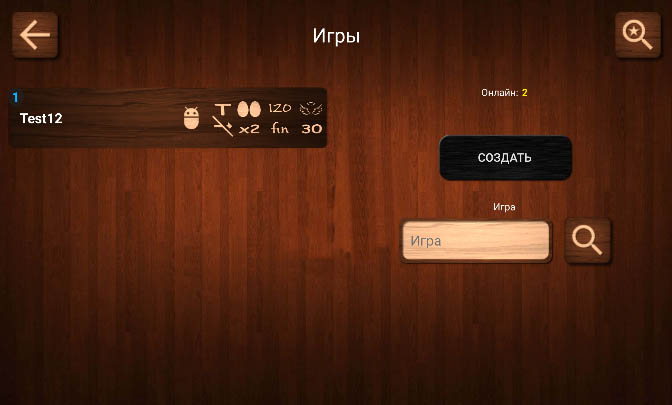 Игры
1
Test12
T 120
x2 fin 30
Онлайн: 2
СОЗДАТЬ
Игра
Игра